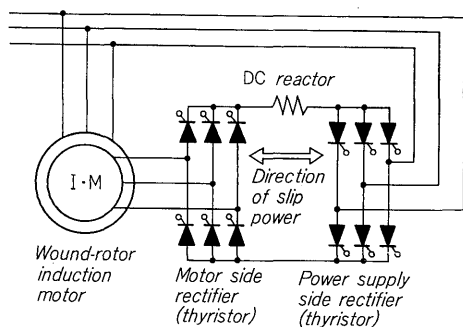 DC reactor
I·M
Direction
of slip
power
Wound-rotor
induction
motor
Motor side
rectifier
(thyristor)
Power supply
side rectifier
(thyristor)